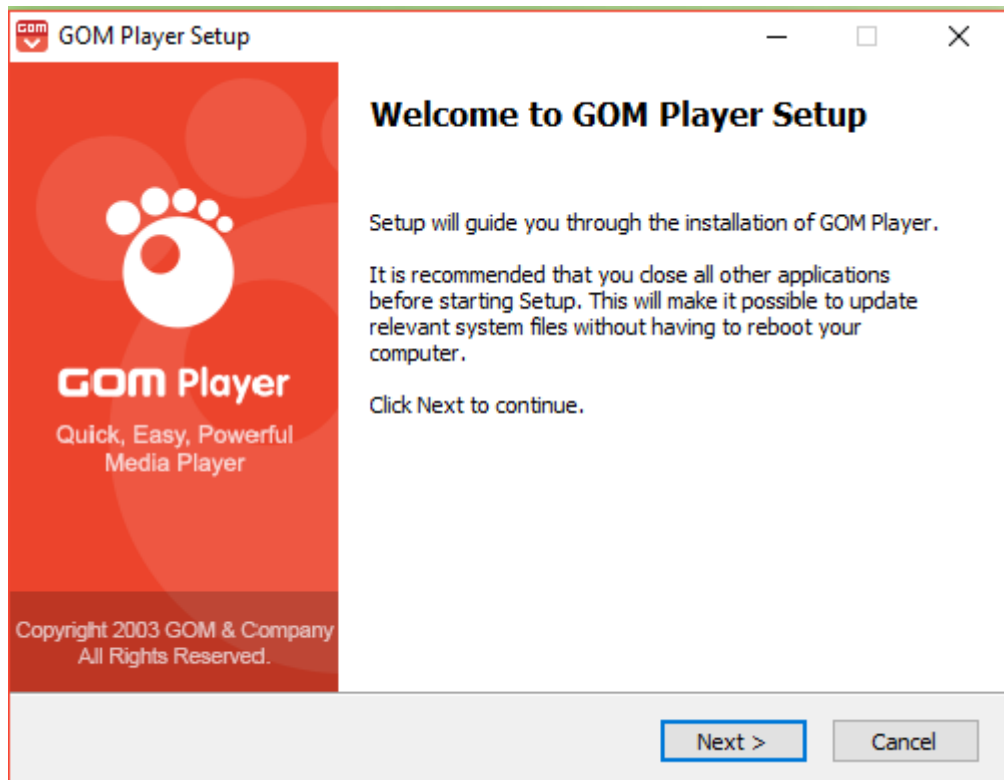 GOM
GOM Player Setup
Welcome to GOM Player Setup
Setup will guide you through the installation of GOM Player.
It is recommended that you close all other applications
before starting Setup. This will make it possible to update
relevant system files without having to reboot your
computer.
Click Next to continue.
GOM Player
Quick, Easy, Powerful
Media Player
Copyright 2003 GOM & Company
All Rights Reserved.
Next >
Cancel